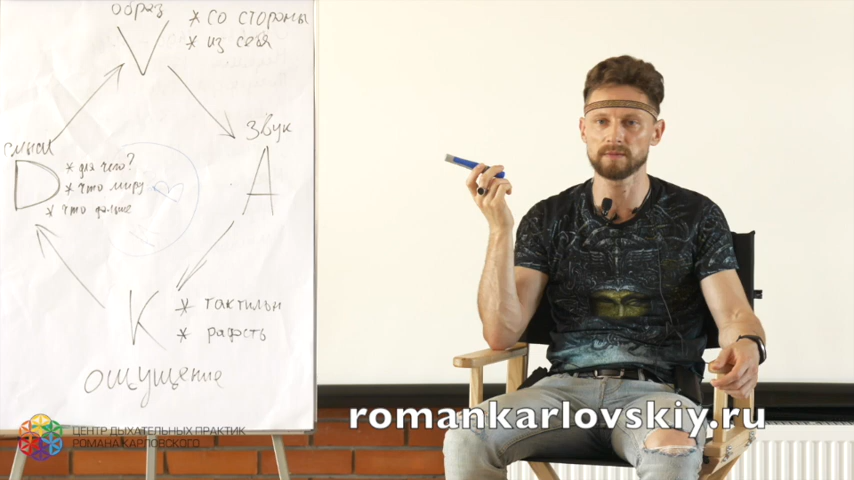 образ
* со стороны
* из себя
V
звук
A
смысл
D
* для чего?
* что миру
* что дальше
K
* тактильн
* радость
ощущение
ЦЕНТР ДЫХАТЕЛЬНЫХ ПРАКТИК
РОМАНА КАРЛОВСКОГО
romankarlovskiy.ru